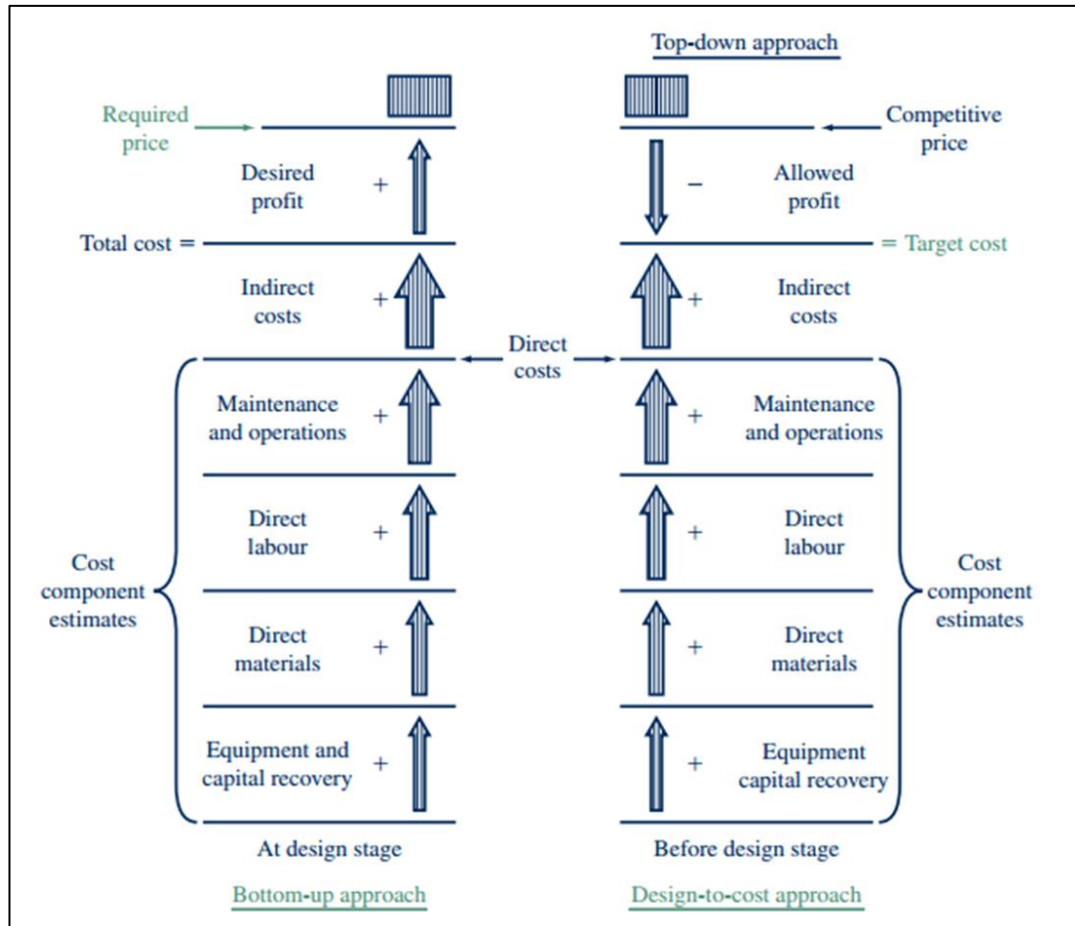 Top-down approach
Required
price
Competitive
price
Desired
profit
+
−
Allowed
profit
Total cost =
= Target cost
Indirect
costs
+
+
Indirect
costs
Direct
costs
Maintenance
and operations
+
+
Maintenance
and operations
Direct
labour
+
+
Direct
labour
Cost
component
estimates
Cost
component
estimates
Direct
materials
+
+
Direct
materials
Equipment and
capital recovery
+
+
Equipment
capital recovery
At design stage
Before design stage
Bottom-up approach
Design-to-cost approach